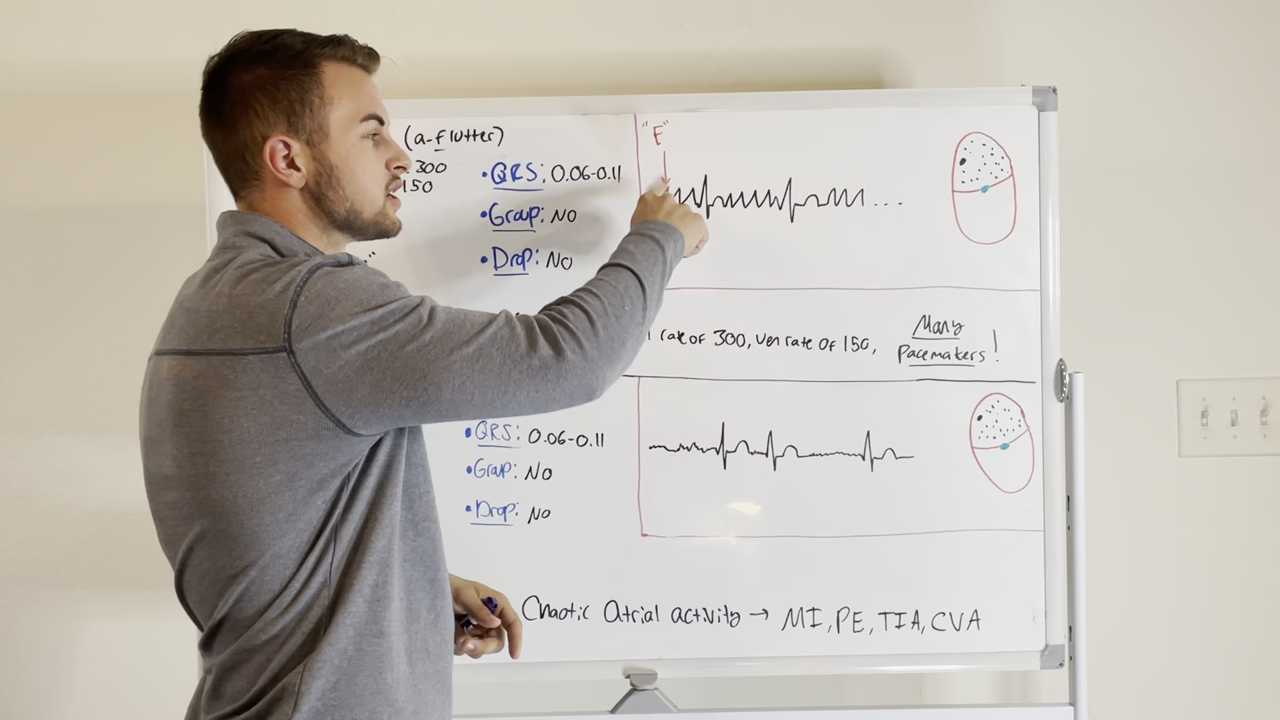 (a-flutter)
300
150
• QRS: 0.06-0.11
• Group: NO
• Drop: NO
"E"
...
rate of 300, ven rate of 150,
Many
Pacemakers!
• QRS: 0.06-0.11
• Group: No
• Drop: No
Chaotic Atrial activity → MI, PE, TIA, CVA